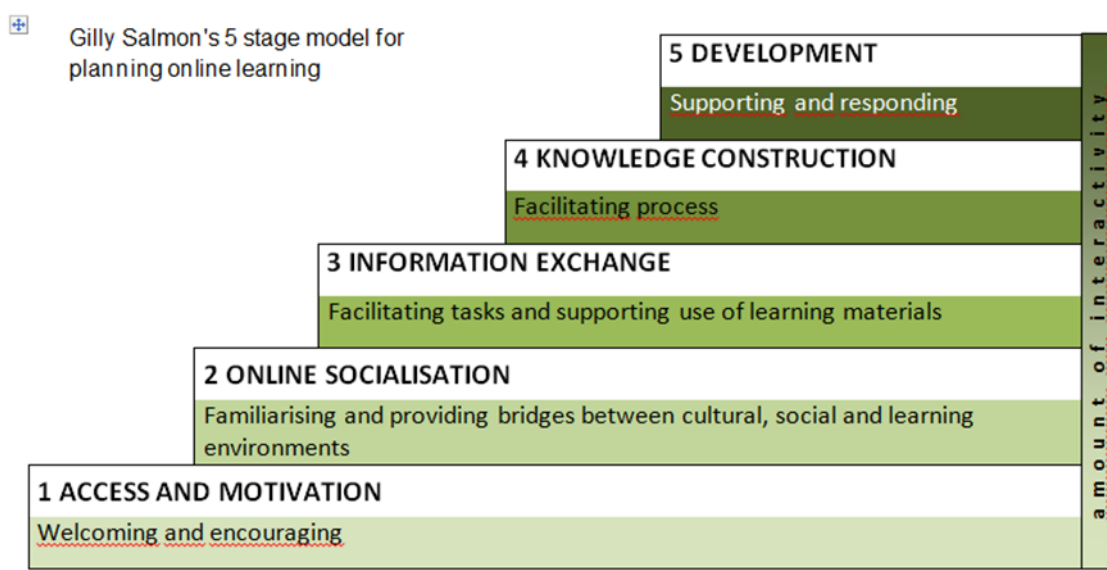 Gilly Salmon's 5 stage model for
planning online learning
5 DEVELOPMENT
Supporting and responding
4 KNOWLEDGE CONSTRUCTION
Facilitating process
3 INFORMATION EXCHANGE
Facilitating tasks and supporting use of learning materials
2 ONLINE SOCIALISATION
Familiarising and providing bridges between cultural, social and learning
environments
1 ACCESS AND MOTIVATION
Welcoming and encouraging
amount of interactivity